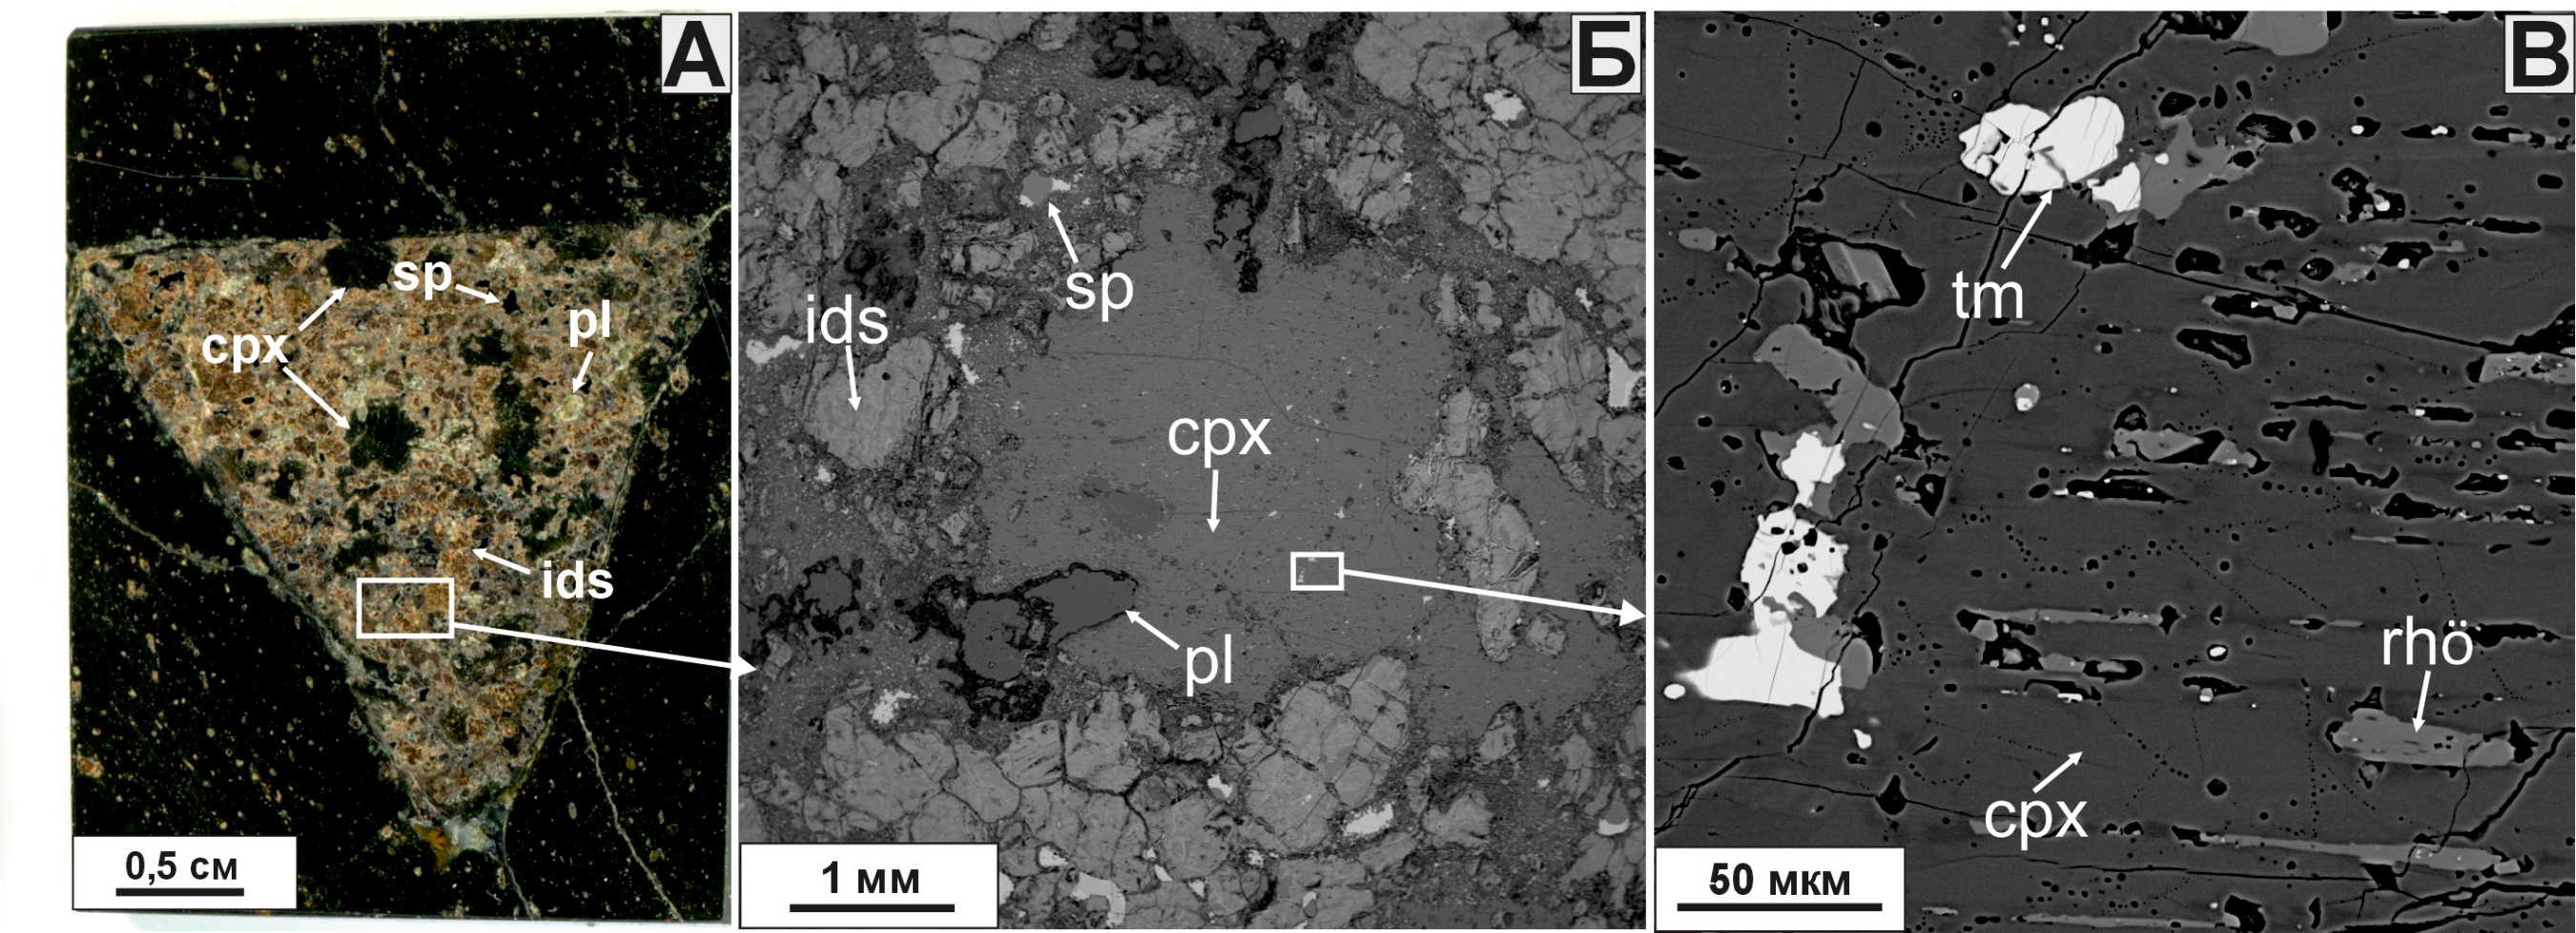 А
sp
pl
cpx
ids
0,5 см
Б
sp
ids
cpx
pl
1 мм
В
tm
rhö
cpx
50 мкм